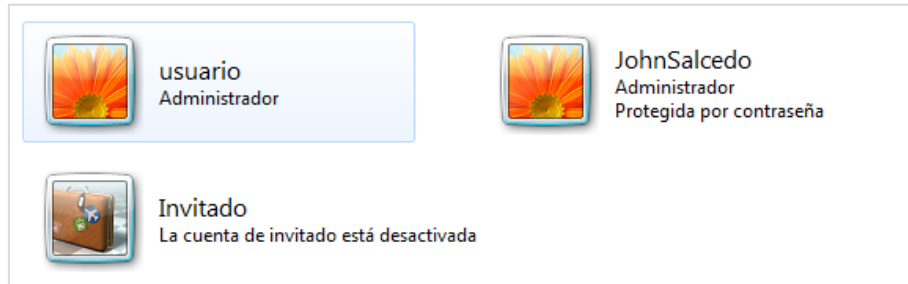 usuario
Administrador
JohnSalcedo
Administrador
Protegida por contraseña
Invitado
La cuenta de invitado está desactivada